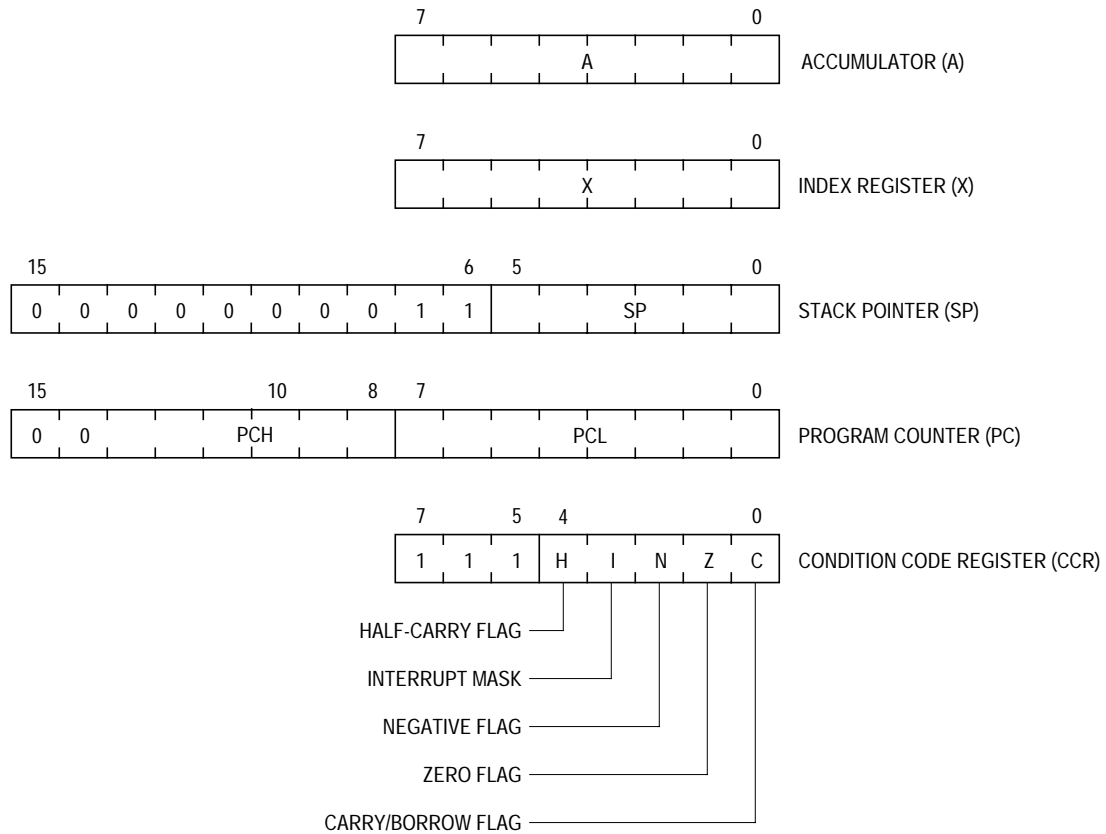 7 0
A ACCUMULATOR (A)
7 0
X INDEX REGISTER (X)
15 6 5 0
0 0 0 0 0 0 0 0 1 1 SP STACK POINTER (SP)
15 10 8 7 0
0 0 PCH PCL PROGRAM COUNTER (PC)
7 5 4 0
1 1 1 H I N Z C CONDITION CODE REGISTER (CCR)
HALF-CARRY FLAG
INTERRUPT MASK
NEGATIVE FLAG
ZERO FLAG
CARRY/BORROW FLAG